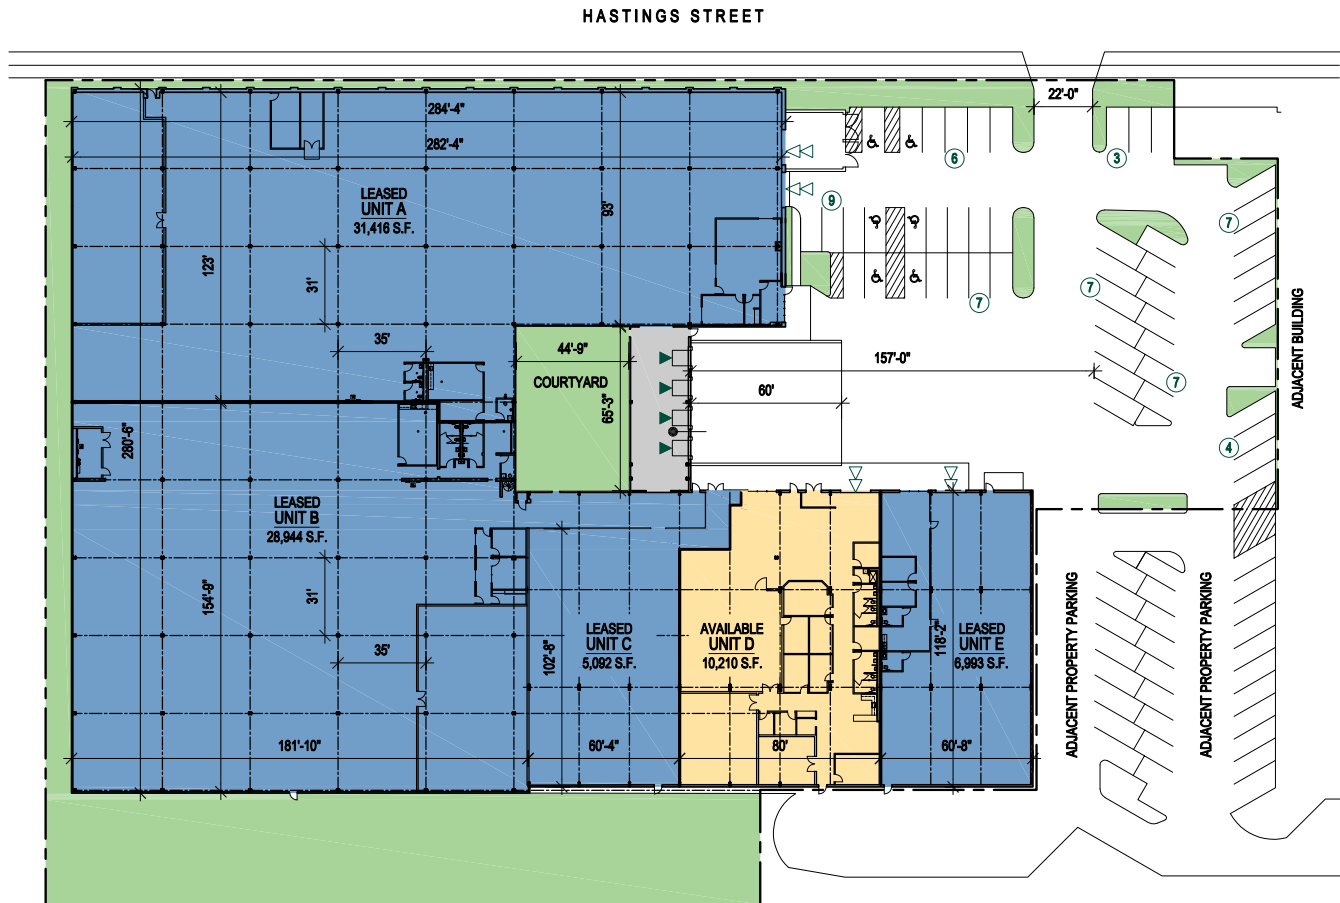 HASTINGS STREET
22'-0"
284'-4"
282'-4"
6
3
LEASED
UNIT A
31,416 S.F.
93'
9
7
123'
31'
7
7
35'
44'-9"
COURTYARD
65'-3"
157'-0"
60'
7
ADJACENT BUILDING
280'-6"
4
LEASED
UNIT B
28,944 S.F.
154'-9"
31'
35'
LEASED
UNIT C
5,092 S.F.
102'-8"
AVAILABLE
UNIT D
10,210 S.F.
118'-2"
LEASED
UNIT E
6,993 S.F.
ADJACENT PROPERTY PARKING
ADJACENT PROPERTY PARKING
181'-10"
60'-4"
80'
60'-8"